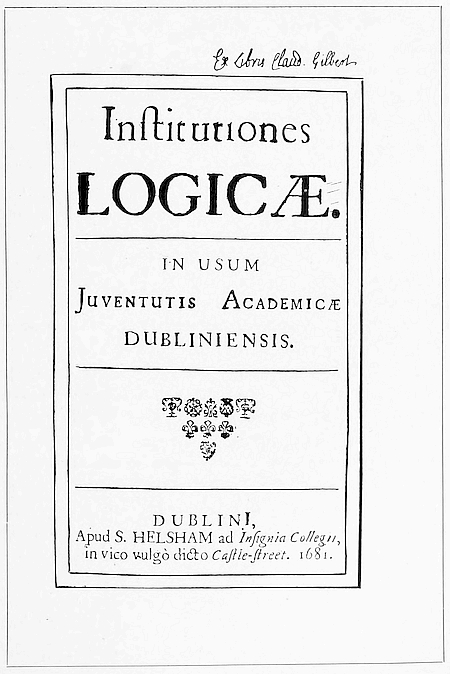 Ex Libris Claud. Gilbert
Inſtitutiones
LOGICÆ.
IN USUM
JUVENTUTIS ACADEMICÆ
DUBLINIENSIS.
DUBLINI,
Apud S. HELSHAM ad Inſignia Collegii,
in vico vulgò dicto Caſtle-ſtreet. 1681.